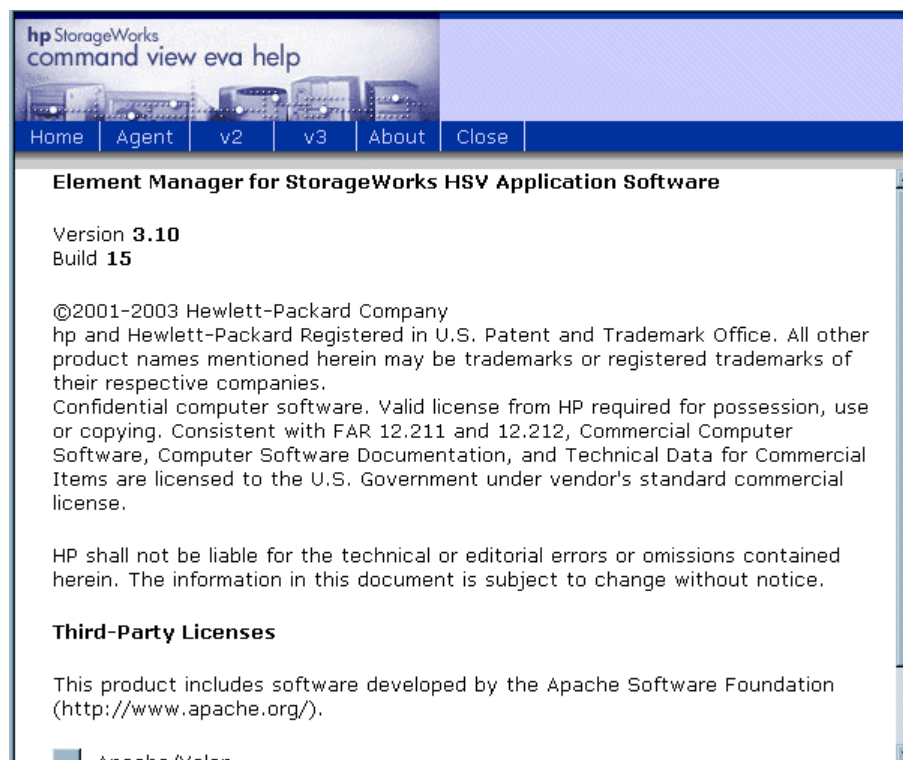 hp StorageWorks
command view eva help
Home Agent v2 v3 About Close
Element Manager for StorageWorks HSV Application Software
Version 3.10
Build 15
©2001-2003 Hewlett-Packard Company
hp and Hewlett-Packard Registered in U.S. Patent and Trademark Office. All other
product names mentioned herein may be trademarks or registered trademarks of
their respective companies.
Confidential computer software. Valid license from HP required for possession, use
or copying. Consistent with FAR 12.211 and 12.212, Commercial Computer
Software, Computer Software Documentation, and Technical Data for Commercial
Items are licensed to the U.S. Government under vendor's standard commercial
license.
HP shall not be liable for the technical or editorial errors or omissions contained
herein. The information in this document is subject to change without notice.
Third-Party Licenses
This product includes software developed by the Apache Software Foundation
(http://www.apache.org/).